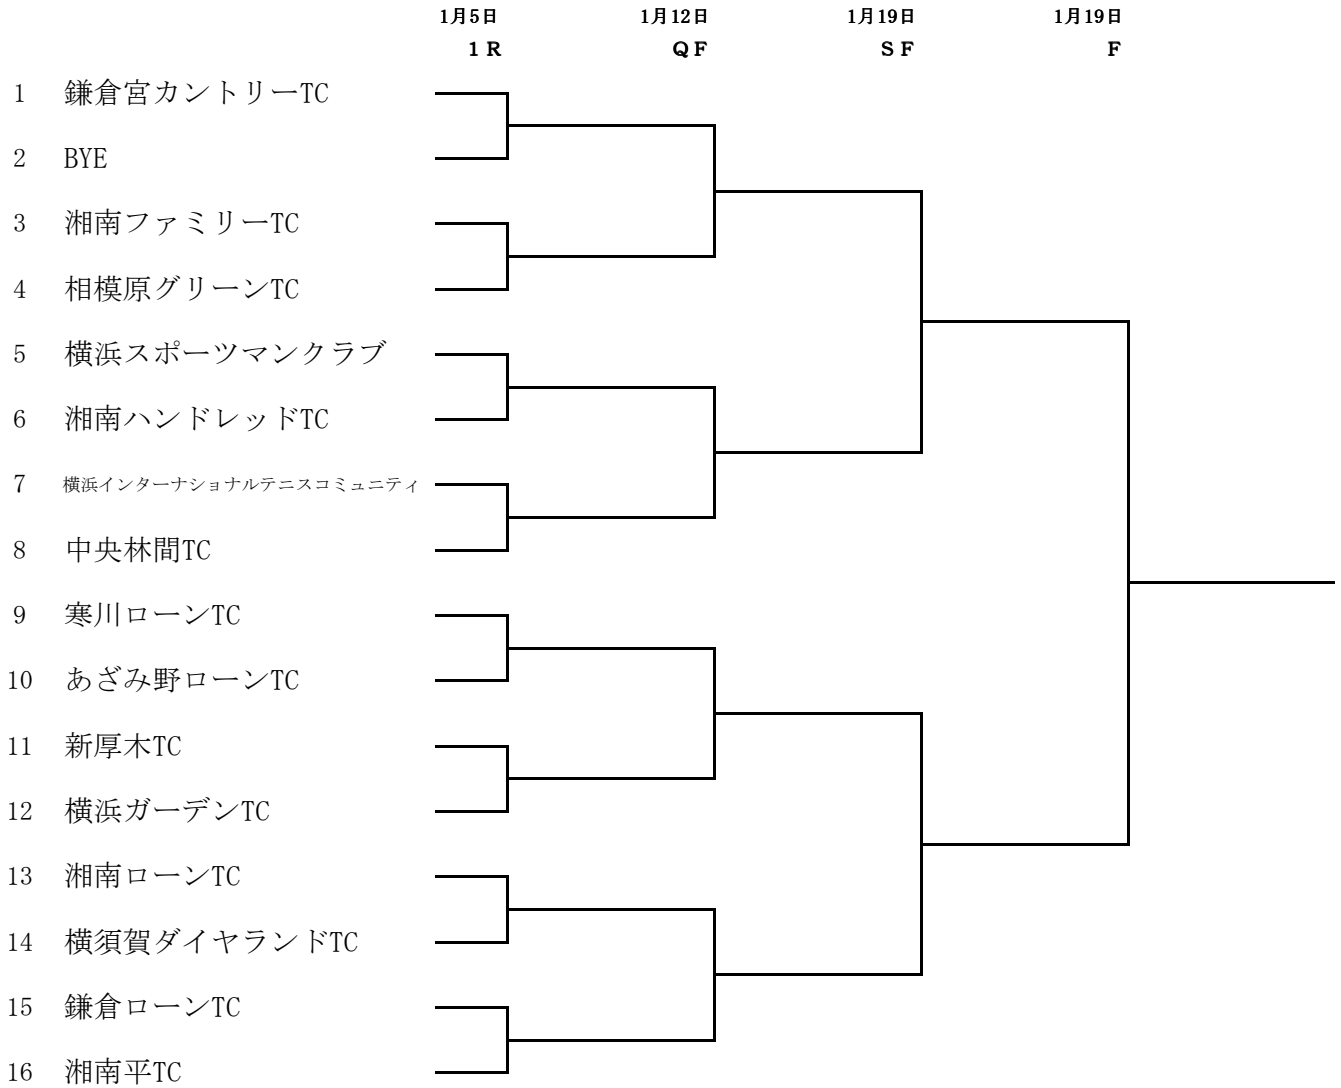 1月5日 1月12日 1月19日 1月19日
１Ｒ ＱＦ ＳＦ Ｆ
1 鎌倉宮カントリーTC
2 BYE
3 湘南ファミリーTC
4 相模原グリーンTC
5 横浜スポーツマンクラブ
6 湘南ハンドレッドTC
7 横浜インターナショナルテニスコミュニティ
8 中央林間TC
9 寒川ローンTC
10 あざみ野ローンTC
11 新厚木TC
12 横浜ガーデンTC
13 湘南ローンTC
14 横須賀ダイヤランドTC
15 鎌倉ローンTC
16 湘南平TC